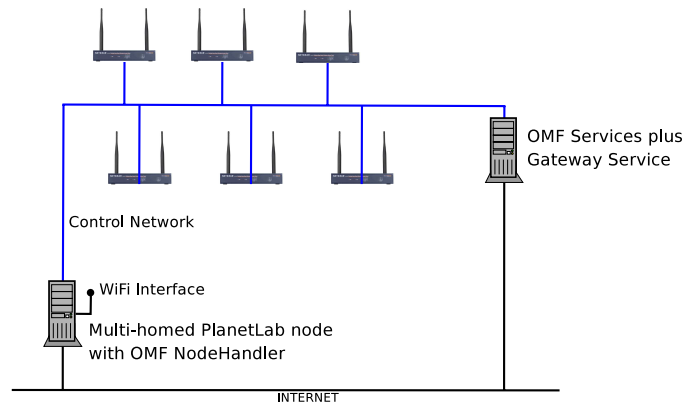 OMF Services plus
Gateway Service
Control Network
WiFi Interface
Multi-homed PlanetLab node
with OMF NodeHandler
INTERNET